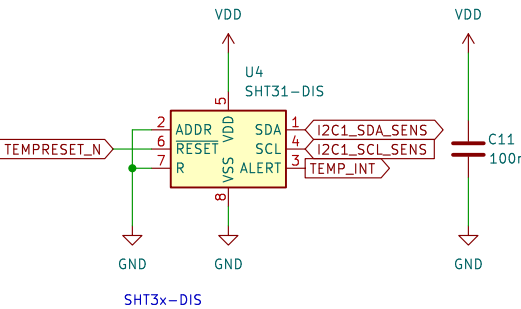 VDD
VDD
U4
SHT31-DIS
5
2
ADDR
VDD
SDA
1
I2C1_SDA_SENS
C11
TEMPRESET_N
6
RESET
SCL
4
I2C1_SCL_SENS
100n
7
R
VSS
ALERT
3
TEMP_INT
8
GND
GND
GND
SHT3x-DIS